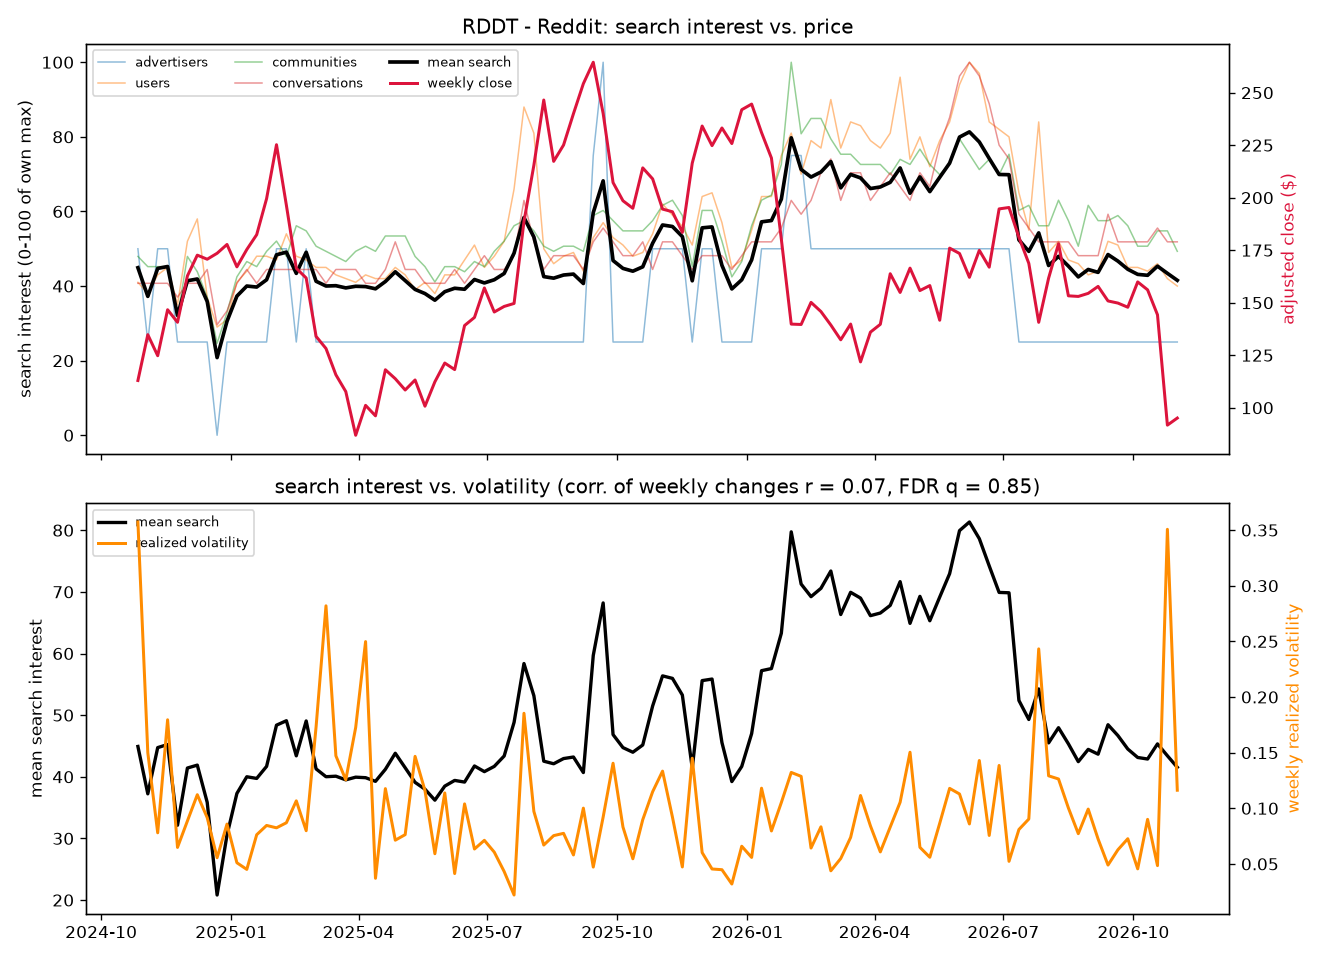 RDDT - Reddit: search interest vs. price
advertisers
users
communities
conversations
mean search
weekly close
search interest (0-100 of own max)
100
80
60
40
20
0
adjusted close ($)
250
225
200
175
150
125
100
search interest vs. volatility (corr. of weekly changes r = 0.07, FDR q = 0.85)
mean search
realized volatility
mean search interest
80
70
60
50
40
30
20
weekly realized volatility
0.35
0.30
0.25
0.20
0.15
0.10
0.05
2024-10
2025-01
2025-04
2025-07
2025-10
2026-01
2026-04
2026-07
2026-10